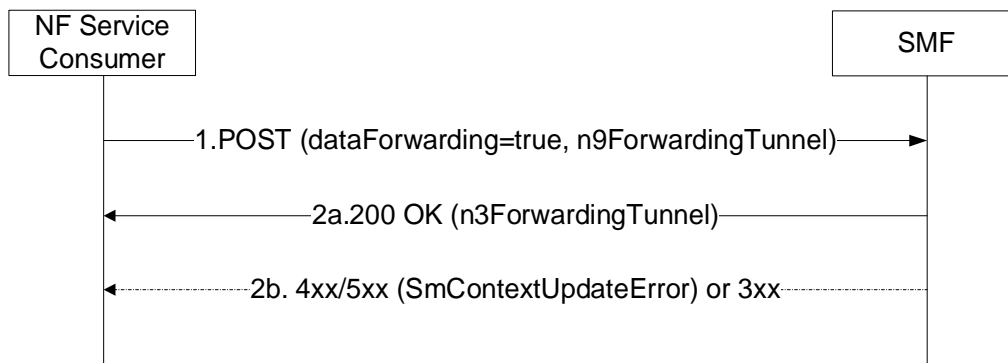 NF Service
Consumer
SMF
1.POST (dataForwarding=true, n9ForwardingTunnel)
2a.200 OK (n3ForwardingTunnel)
2b. 4xx/5xx (SmContextUpdateError) or 3xx